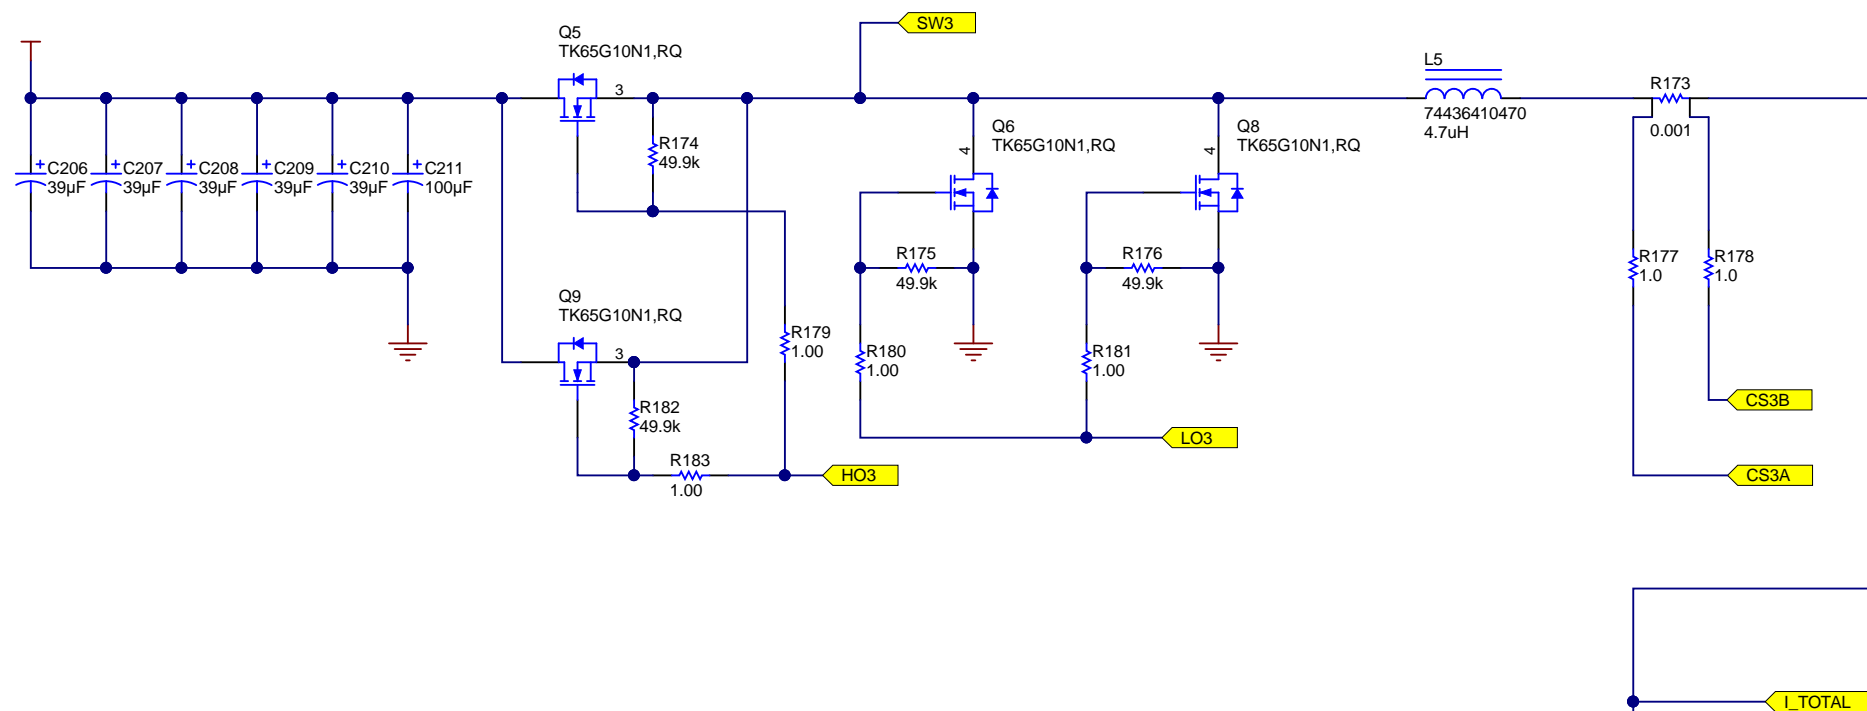 SW3
Q5
TK65G10N1,RQ
3
L5
74436410470
4.7uH
R173
0.001
Q6
TK65G10N1,RQ
4
Q8
TK65G10N1,RQ
4
R174
49.9k
+ C206
39µF
+ C207
39µF
+ C208
39µF
+ C209
39µF
+ C210
39µF
+ C211
100µF
R175
49.9k
R176
49.9k
R177
1.0
R178
1.0
Q9
TK65G10N1,RQ
3
R179
1.00
R180
1.00
R181
1.00
R182
49.9k
CS3B
LO3
R183
1.00
HO3
CS3A
I_TOTAL